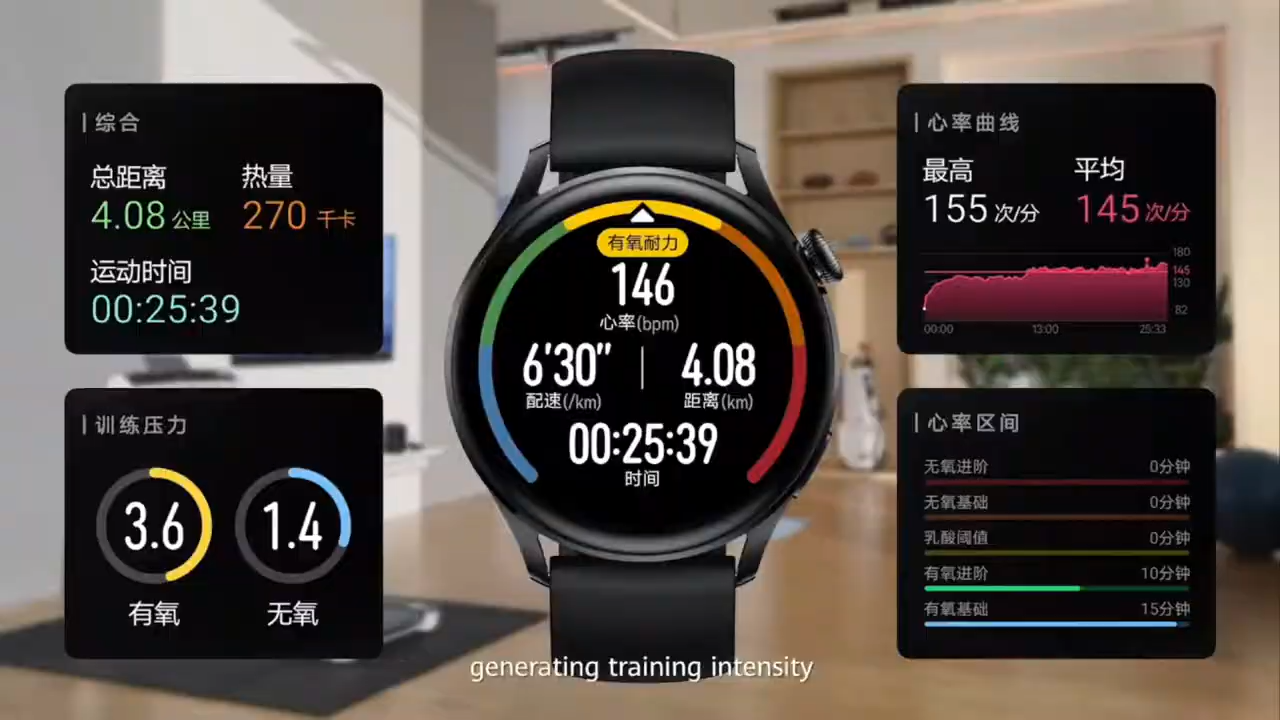 综合
总距离 热量
4.08 公里 270 千卡
运动时间
00:25:39
训练压力
3.6 1.4
有氧 无氧
有氧耐力
146
心率(bpm)
6'30" 4.08
配速(/km) 距离(km)
00:25:39
时间
心率曲线
最高 平均
155 次/分 145 次/分
180
145
130
82
00:00 13:00 25:33
心率区间
无氧进阶 0分钟
无氧基础 0分钟
乳酸阈值 0分钟
有氧进阶 10分钟
有氧基础 15分钟
generating training intensity